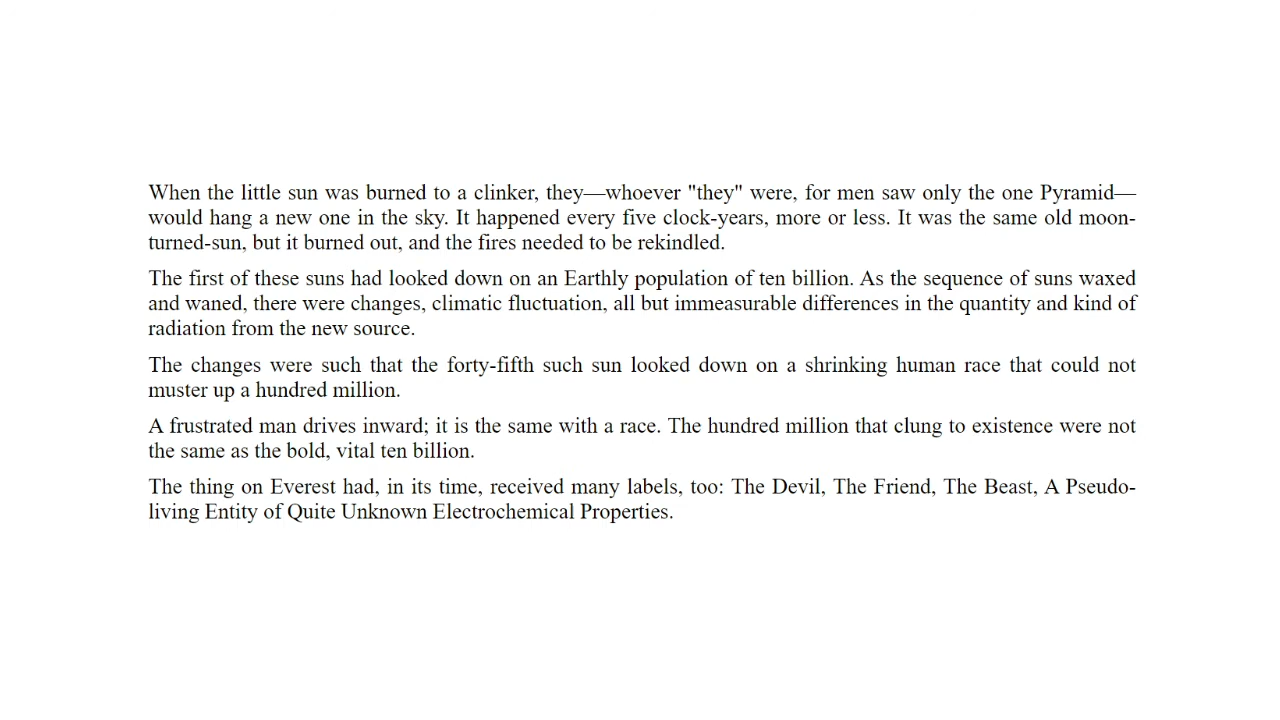 When the little sun was burned to a clinker, they—whoever "they" were, for men saw only the one Pyramid—
would hang a new one in the sky. It happened every five clock-years, more or less. It was the same old moon-
turned-sun, but it burned out, and the fires needed to be rekindled.
The first of these suns had looked down on an Earthly population of ten billion. As the sequence of suns waxed
and waned, there were changes, climatic fluctuation, all but immeasurable differences in the quantity and kind of
radiation from the new source.
The changes were such that the forty-fifth such sun looked down on a shrinking human race that could not
muster up a hundred million.
A frustrated man drives inward; it is the same with a race. The hundred million that clung to existence were not
the same as the bold, vital ten billion.
The thing on Everest had, in its time, received many labels, too: The Devil, The Friend, The Beast, A Pseudo-
living Entity of Quite Unknown Electrochemical Properties.